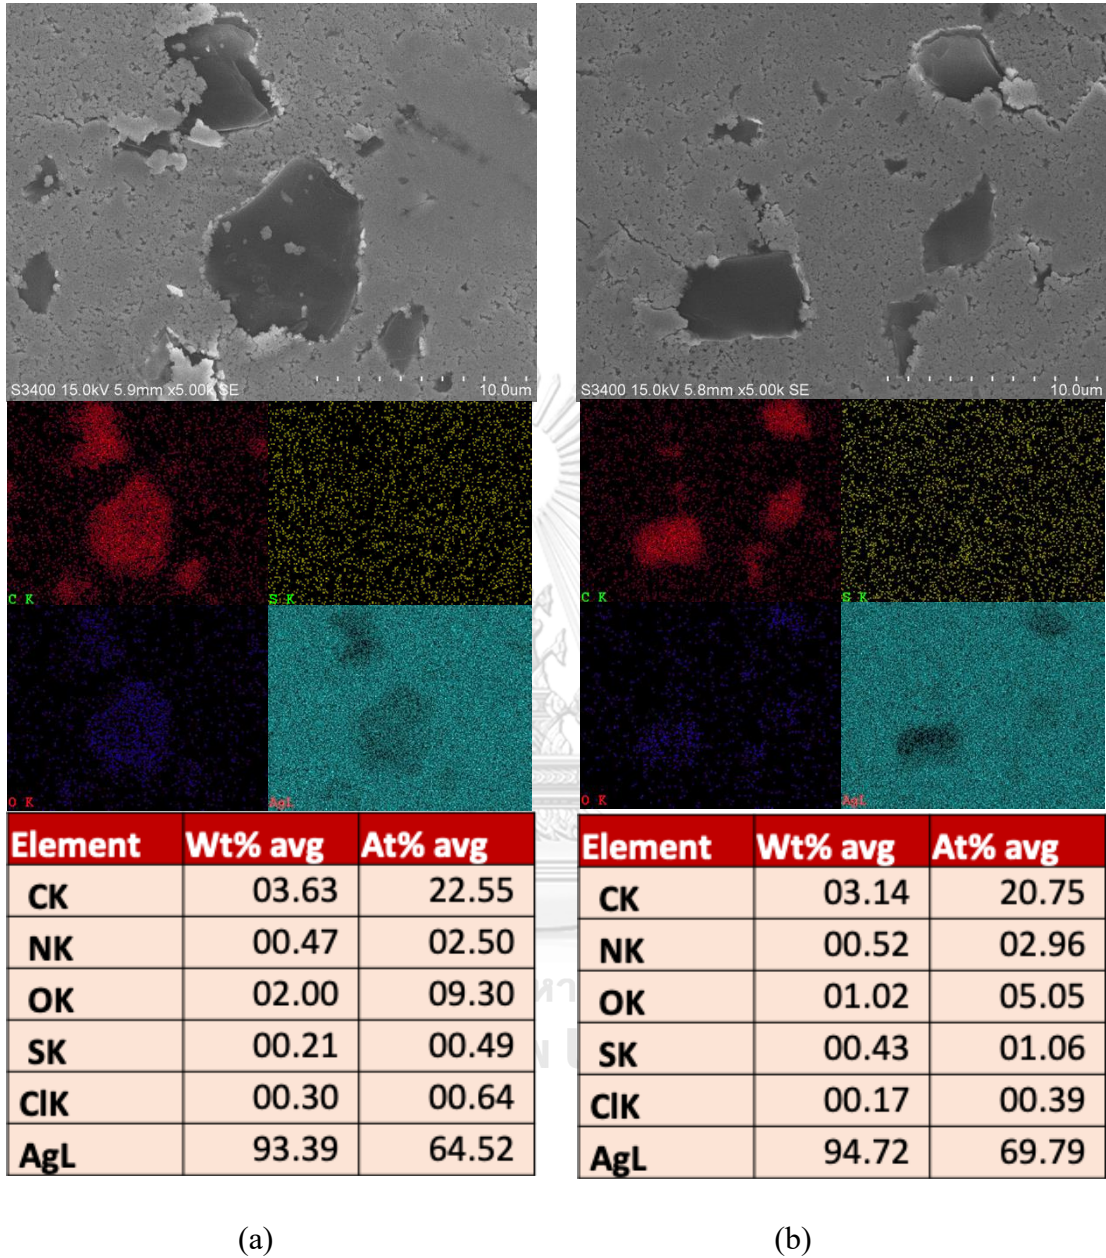 S3400 15.0kV 5.9mm x5.00k SE 10.0um
S3400 15.0kV 5.8mm x5.00k SE 10.0um
C K
S K
O K
AgL
C K
S K
O K
AgL
Element Wt% avg At% avg
CK 03.63 22.55
NK 00.47 02.50
OK 02.00 09.30
SK 00.21 00.49
ClK 00.30 00.64
AgL 93.39 64.52
Element Wt% avg At% avg
CK 03.14 20.75
NK 00.52 02.96
OK 01.02 05.05
SK 00.43 01.06
ClK 00.17 00.39
AgL 94.72 69.79
(a)
(b)